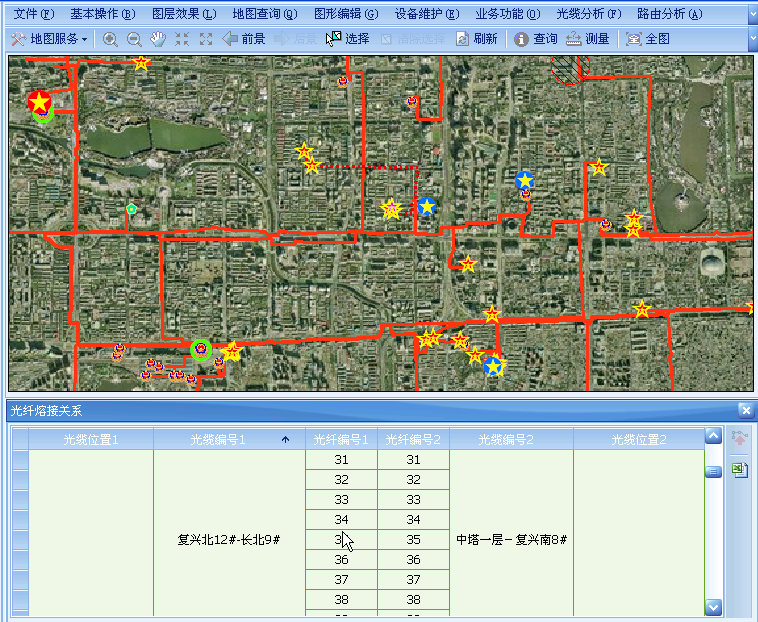 文件(F) 基本操作(B) 图层效果(L) 地图查询(Q) 图形编辑(G) 设备维护(E) 业务功能(O) 光缆分析(F) 路由分析(A)
地图服务 前景 后景 选择 清除选择 刷新 查询 测量 全图
光纤熔接关系
光缆位置1 光缆编号1 光纤编号1 光纤编号2 光缆编号2 光缆位置2
31 31
32 32
33 33
34 34
复兴北12#-长北9# 3 35 中塔一层－复兴南8#
36 36
37 37
38 38